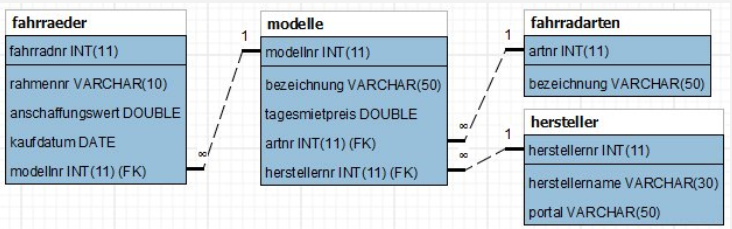 fahrraeder
fahrradnr INT(11)
rahmennr VARCHAR(10)
anschaffungswert DOUBLE
kaufdatum DATE
modellnr INT(11) (FK)
1
∞
modelle
modellnr INT(11)
bezeichnung VARCHAR(50)
tagesmietpreis DOUBLE
artnr INT(11) (FK)
herstellernr INT(11) (FK)
1
∞
1
∞
fahrradarten
artnr INT(11)
bezeichnung VARCHAR(50)
hersteller
herstellernr INT(11)
herstellername VARCHAR(30)
portal VARCHAR(50)